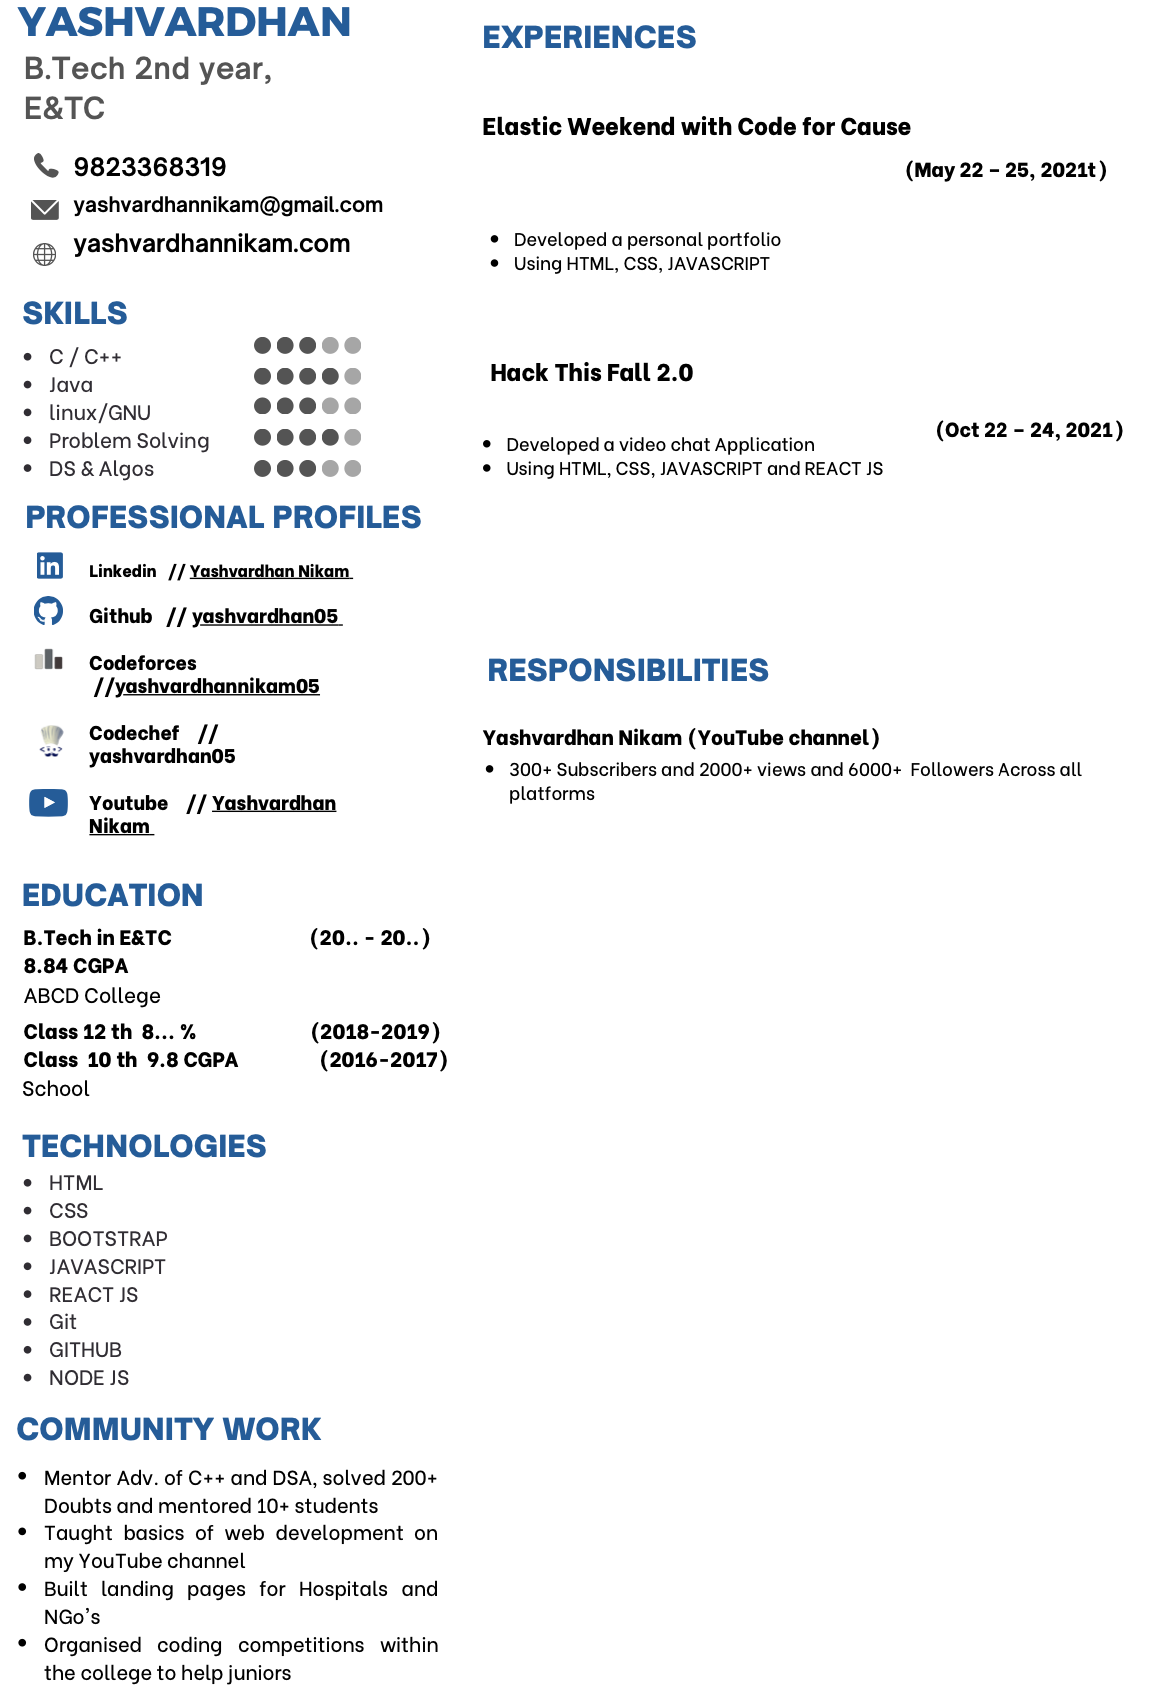 YASHVARDHAN
B.Tech 2nd year,
E&TC
9823368319
yashvardhannikam@gmail.com
yashvardhannikam.com
SKILLS
• C / C++
• Java
• linux/GNU
• Problem Solving
• DS & Algos
PROFESSIONAL PROFILES
in
Linkedin // Yashvardhan Nikam
Github // yashvardhan05
Codeforces
//yashvardhannikam05
Codechef //
yashvardhan05
Youtube // Yashvardhan
Nikam
EDUCATION
B.Tech in E&TC (20.. - 20..)
8.84 CGPA
ABCD College
Class 12 th 8... % (2018-2019)
Class 10 th 9.8 CGPA (2016-2017)
School
TECHNOLOGIES
• HTML
• CSS
• BOOTSTRAP
• JAVASCRIPT
• REACT JS
• Git
• GITHUB
• NODE JS
COMMUNITY WORK
• Mentor Adv. of C++ and DSA, solved 200+
Doubts and mentored 10+ students
• Taught basics of web development on
my YouTube channel
• Built landing pages for Hospitals and
NGo's
• Organised coding competitions within
the college to help juniors
EXPERIENCES
Elastic Weekend with Code for Cause
(May 22 – 25, 2021t)
• Developed a personal portfolio
• Using HTML, CSS, JAVASCRIPT
Hack This Fall 2.0
(Oct 22 – 24, 2021)
• Developed a video chat Application
• Using HTML, CSS, JAVASCRIPT and REACT JS
RESPONSIBILITIES
Yashvardhan Nikam (YouTube channel)
• 300+ Subscribers and 2000+ views and 6000+ Followers Across all
platforms